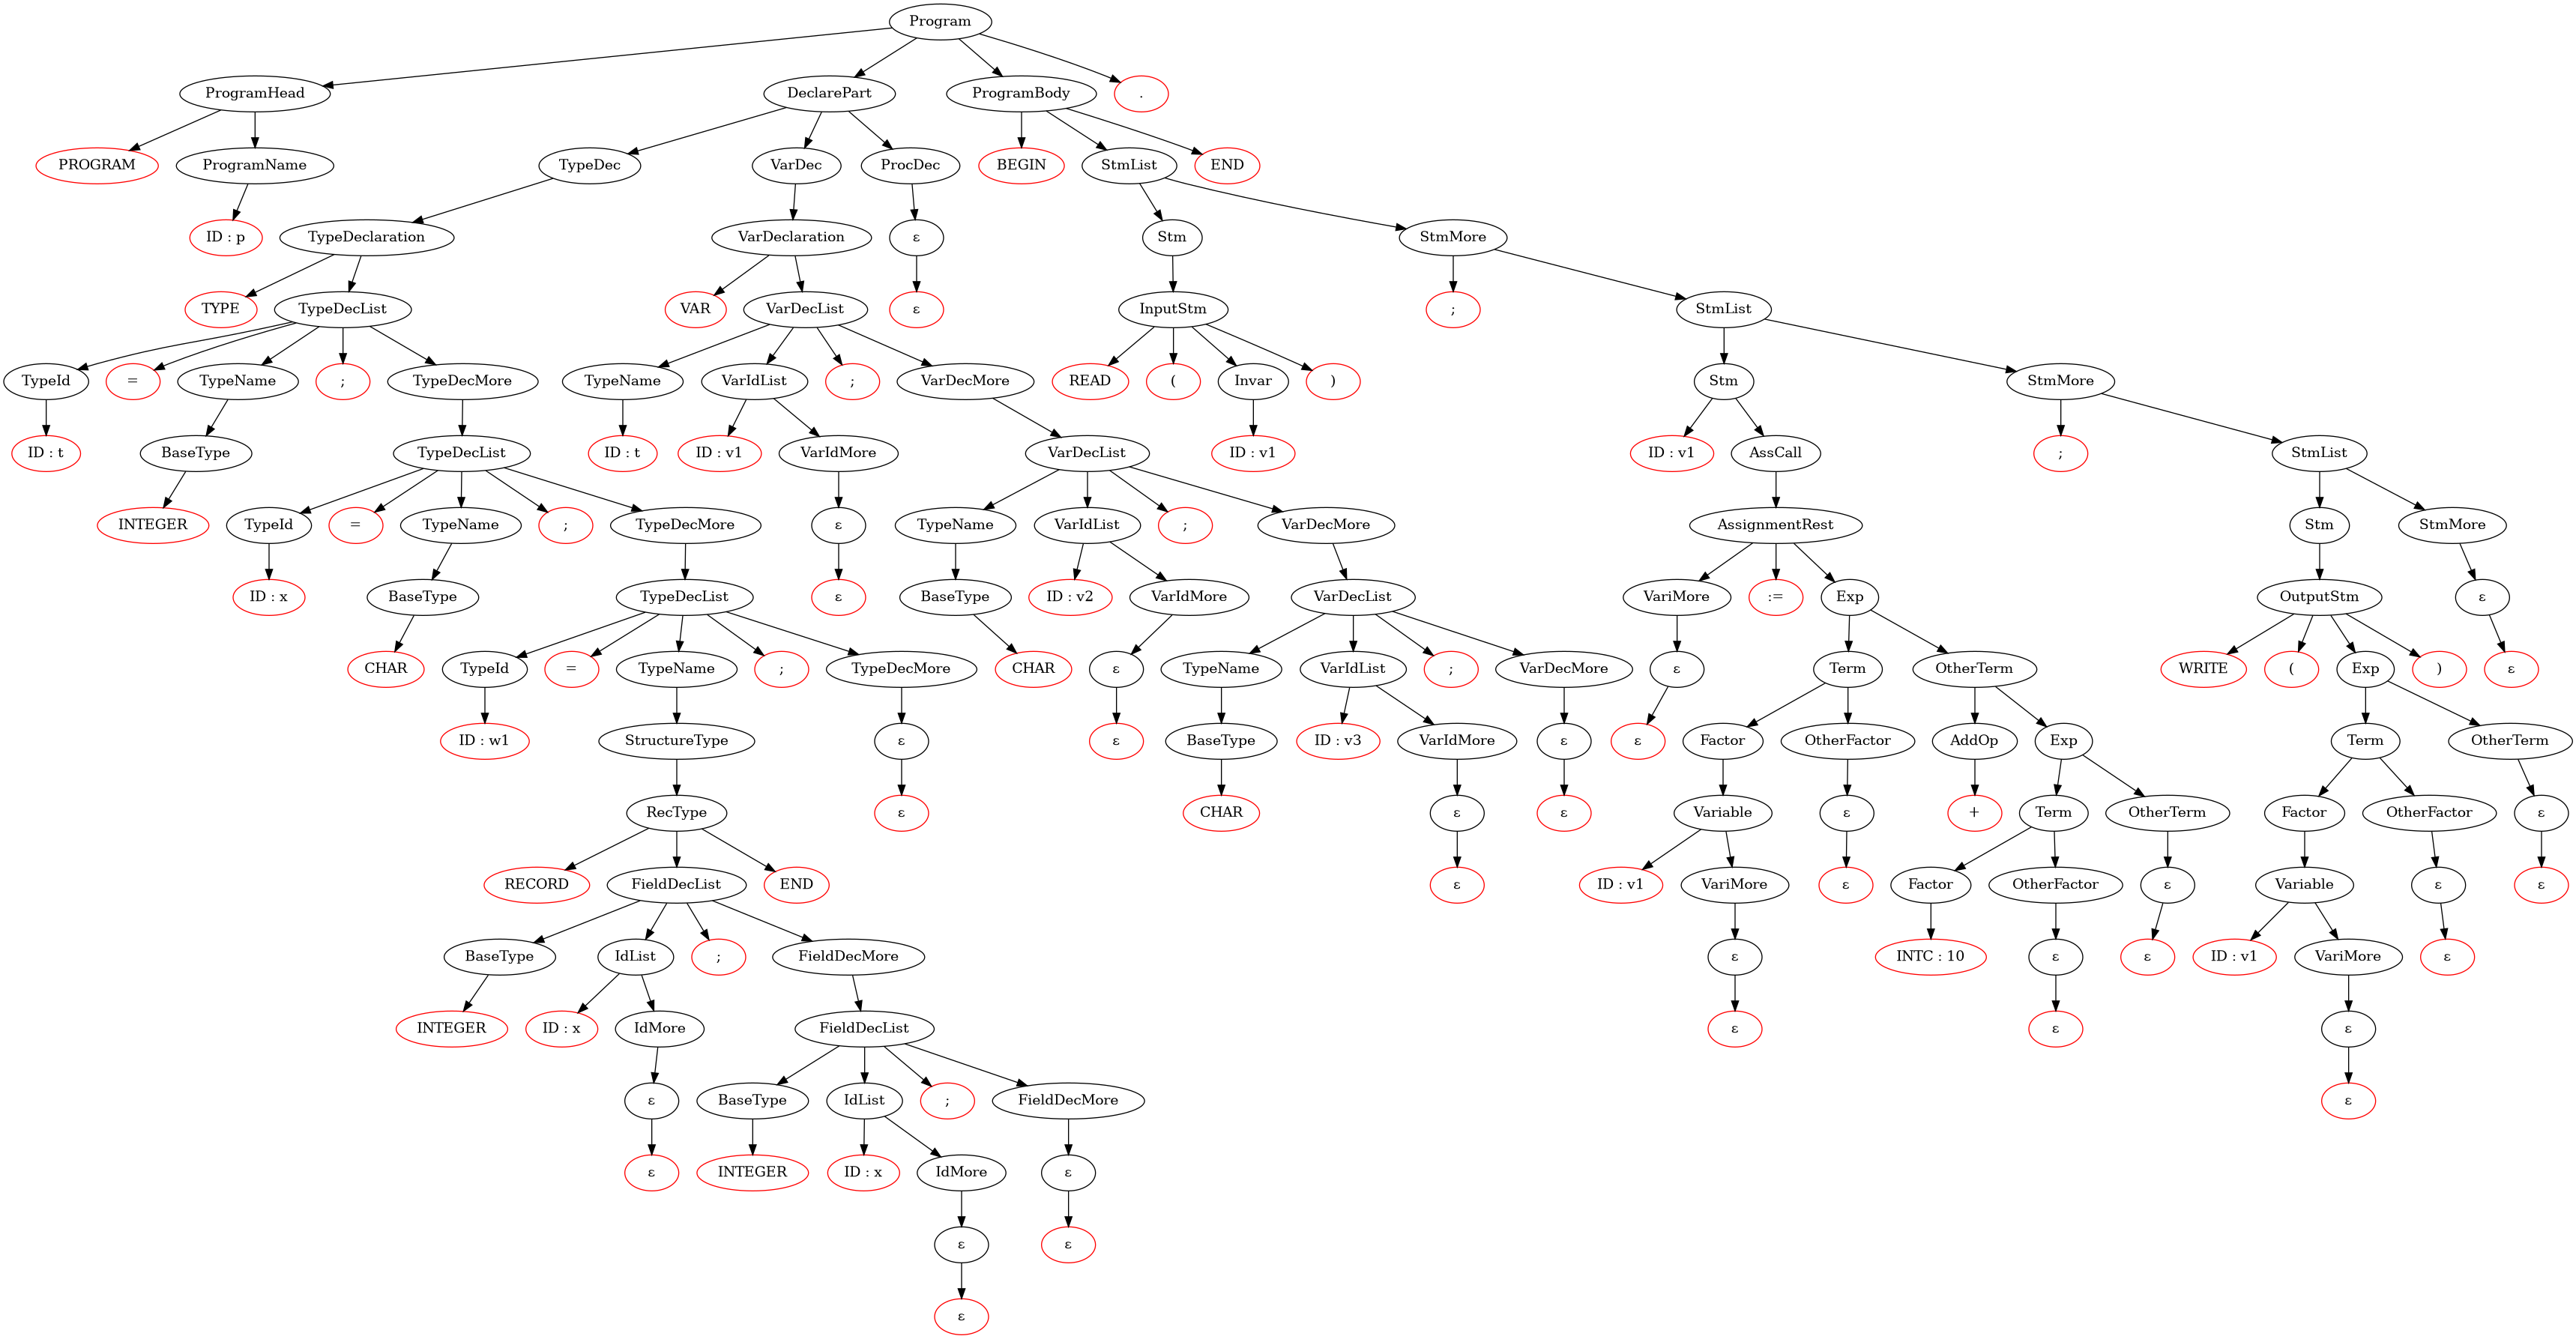 Program
ProgramHead DeclarePart ProgramBody .
PROGRAM ProgramName TypeDec VarDec ProcDec BEGIN StmList END
ID : p TypeDeclaration VarDeclaration ε Stm StmMore
TYPE TypeDecList VAR VarDecList ε InputStm ; StmList
TypeId = TypeName ; TypeDecMore TypeName VarIdList ; VarDecMore READ ( Invar ) Stm StmMore
ID : t BaseType TypeDecList ID : t ID : v1 VarIdMore VarDecList ID : v1 ID : v1 AssCall ; StmList
INTEGER TypeId = TypeName ; TypeDecMore ε TypeName VarIdList ; VarDecMore AssignmentRest Stm StmMore
ID : x BaseType TypeDecList ε BaseType ID : v2 VarIdMore VarDecList VariMore := Exp OutputStm ε
CHAR TypeId = TypeName ; TypeDecMore CHAR ε TypeName VarIdList ; VarDecMore ε Term OtherTerm WRITE ( Exp ) ε
ID : w1 StructureType ε ε BaseType ID : v3 VarIdMore ε ε Factor OtherFactor AddOp Exp Term OtherTerm
RecType ε CHAR ε ε Variable ε + Term OtherTerm Factor OtherFactor ε
RECORD FieldDecList END ε ID : v1 VariMore ε Factor OtherFactor ε Variable ε ε
BaseType IdList ; FieldDecMore ε INTC : 10 ε ε ID : v1 VariMore ε
INTEGER ID : x IdMore FieldDecList ε ε ε
ε BaseType IdList ; FieldDecMore ε
ε INTEGER ID : x IdMore ε
ε ε
ε